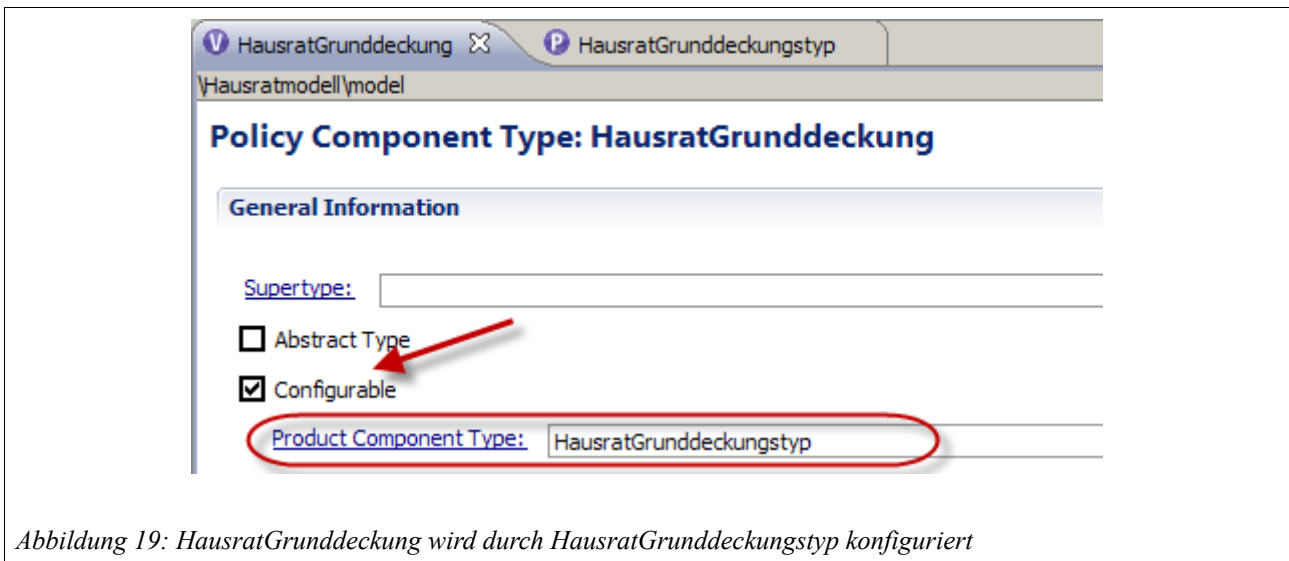 V HausratGrunddeckung P HausratGrunddeckungstyp
\Hausratmodell\model
Policy Component Type: HausratGrunddeckung
General Information
Supertype:
Abstract Type
Configurable
Product Component Type: HausratGrunddeckungstyp
Abbildung 19: HausratGrunddeckung wird durch HausratGrunddeckungstyp konfiguriert